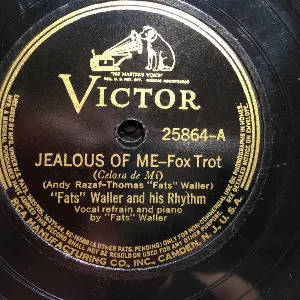 "HIS MASTER'S VOICE"
VICTOR
25864-A
JEALOUS OF ME—Fox Trot
(Celosa de Mi)
(Andy Razaf-Thomas "Fats" Waller)
"Fats" Waller and his Rhythm
Vocal refrain and piano
by "Fats" Waller
RCA MANUFACTURING CO., INC., CAMDEN, N.J., U.S.A.